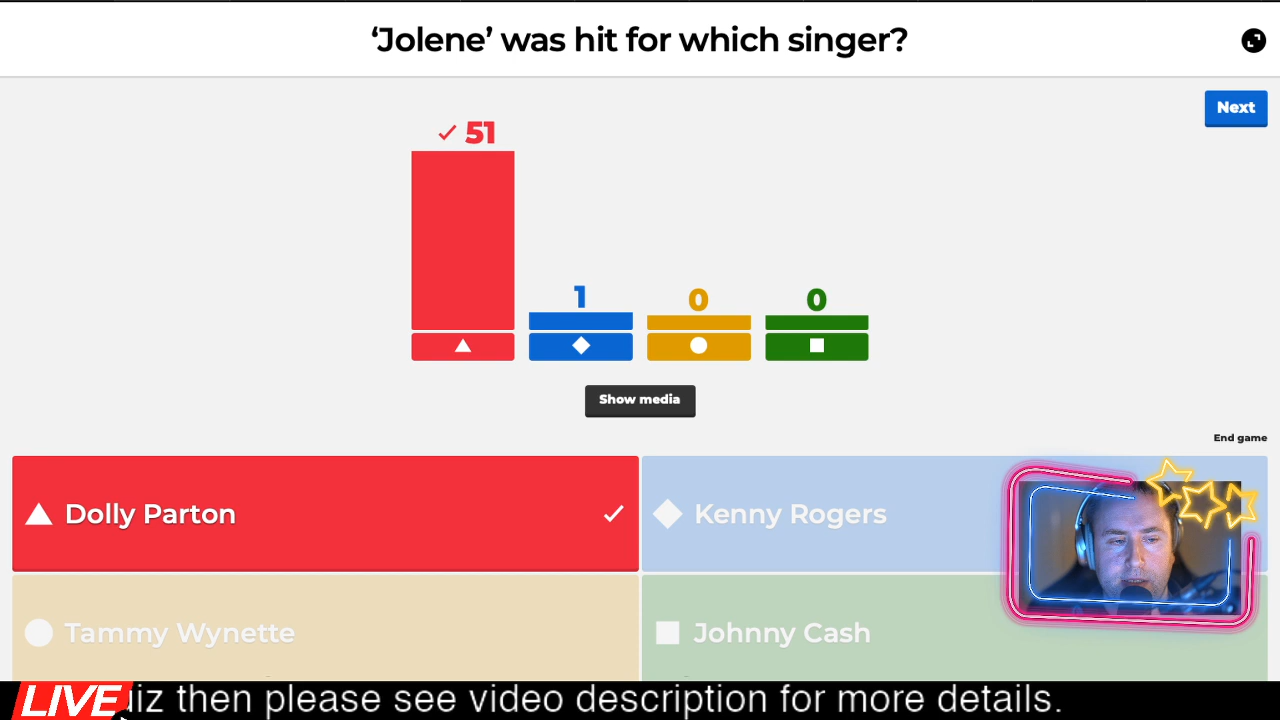 ‘Jolene’ was hit for which singer?
Next
51
1
0
0
Show media
End game
Dolly Parton
Kenny Rogers
Tammy Wynette
Johnny Cash
LIVE
then please see video description for more details.